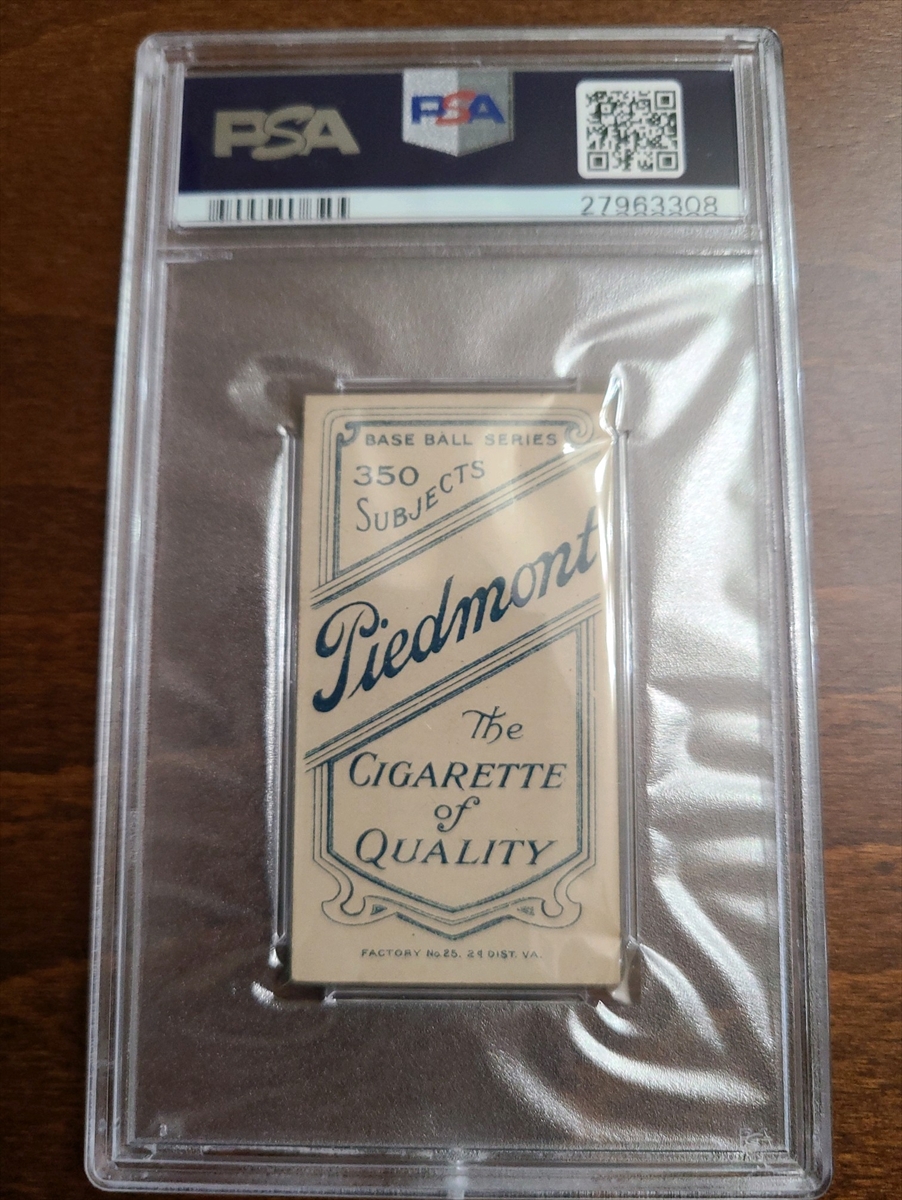 PSA PSA
27963308
BASE BALL SERIES
350
SUBJECTS
Piedmont
The
CIGARETTE
of
QUALITY
FACTORY No.25. 2d DIST. VA.